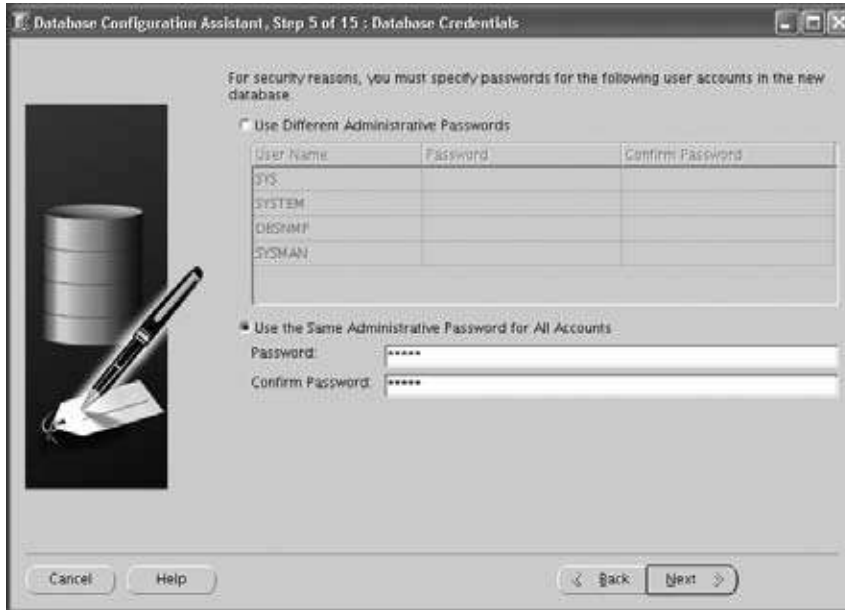 Database Configuration Assistant, Step 5 of 15 : Database Credentials
For security reasons, you must specify passwords for the following user accounts in the new
database.
Use Different Administrative Passwords
User Name Password Confirm Password
SYS
SYSTEM
DBSNMP
SYSMAN
Use the Same Administrative Password for All Accounts
Password: *****
Confirm Password: *****
Cancel Help Back Next